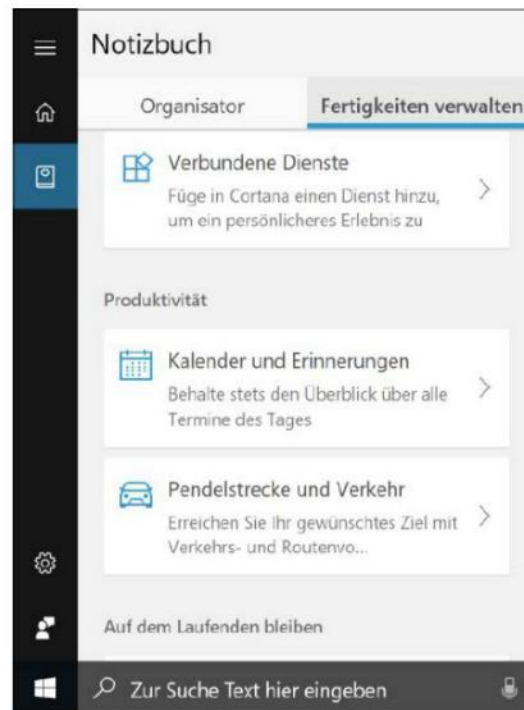 Notizbuch
Organisator
Fertigkeiten verwalten
Verbundene Dienste
Füge in Cortana einen Dienst hinzu,
um ein persönlicheres Erlebnis zu
Produktivität
Kalender und Erinnerungen
Behalte stets den Überblick über alle
Termine des Tages
Pendelstrecke und Verkehr
Erreichen Sie Ihr gewünschtes Ziel mit
Verkehrs- und Routenvo...
Auf dem Laufenden bleiben
Zur Suche Text hier eingeben